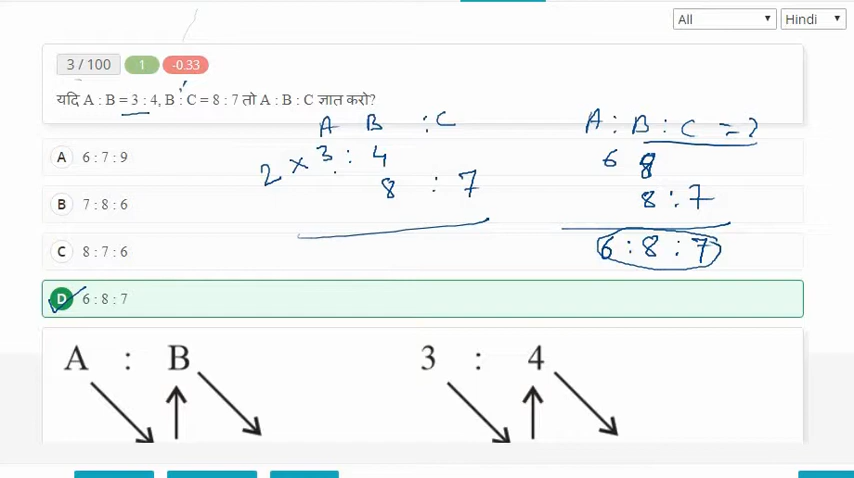 All Hindi
3 / 100 1 -0.33
यदि A : B = 3 : 4, B : C = 8 : 7 तो A : B : C ज्ञात करो?
A B : C
A : B : C = ?
A 6 : 7 : 9
2 × 3 : 4
6 8
B 7 : 8 : 6
8 : 7
8 : 7
C 8 : 7 : 6
6 : 8 : 7
D 6 : 8 : 7
A : B 3 : 4